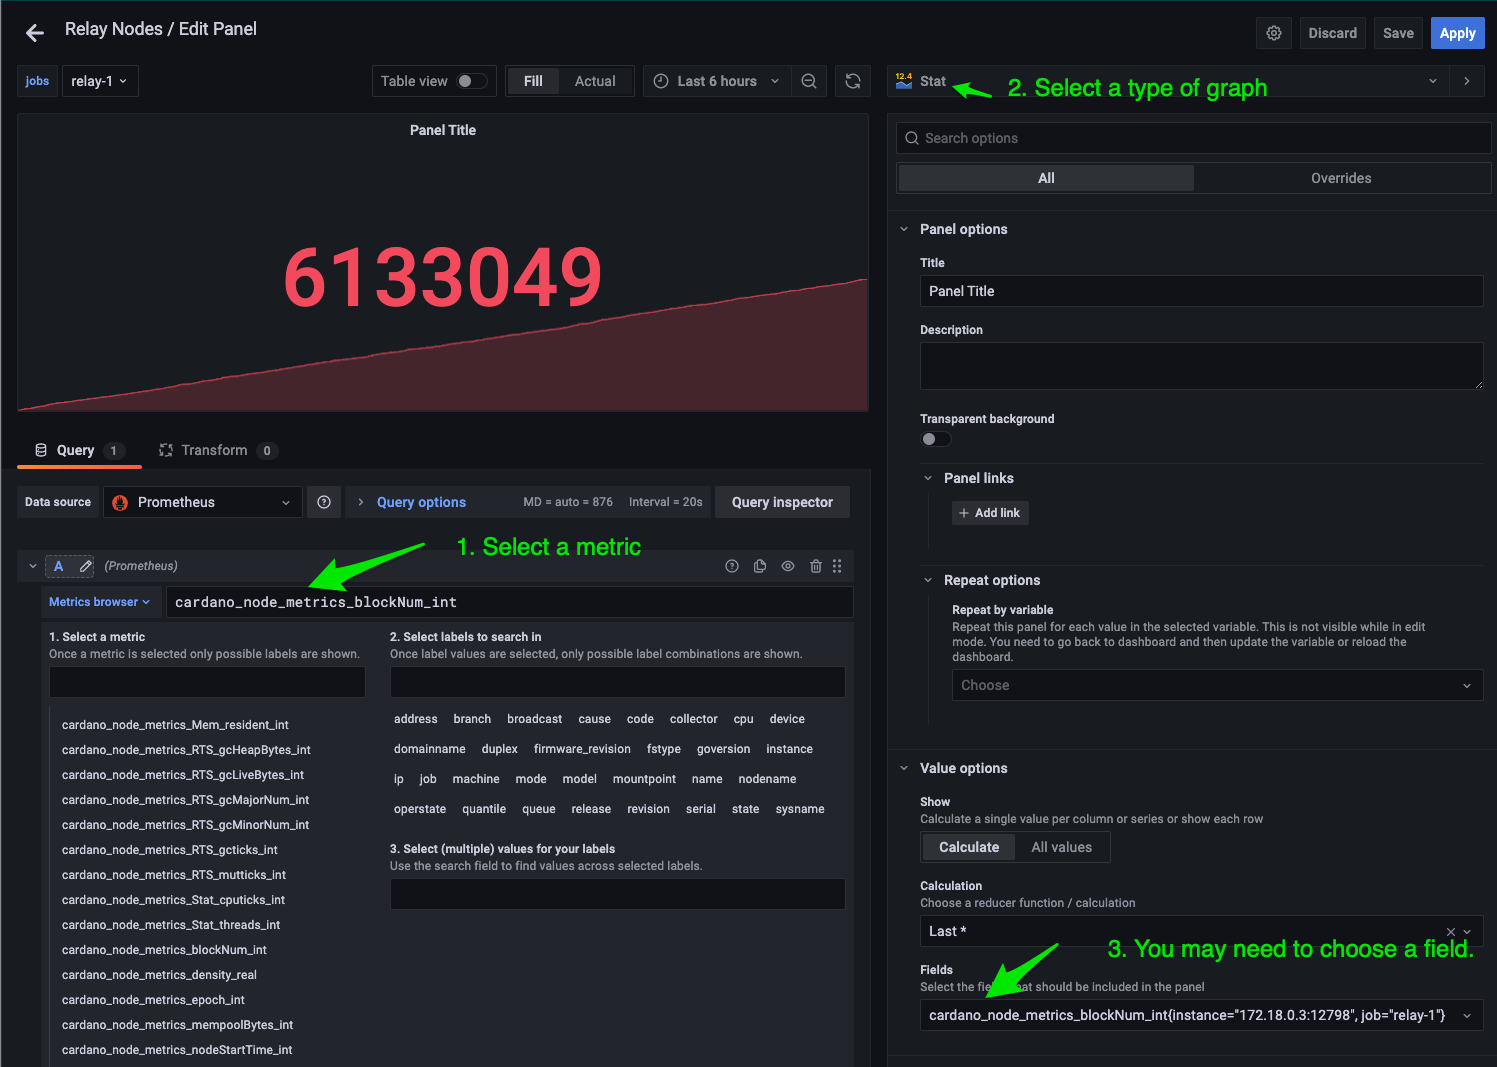 Relay Nodes / Edit Panel
Discard
Save
Apply
jobs
relay-1
Table view
Fill
Actual
Last 6 hours
12.4
Stat
2. Select a type of graph
Panel Title
6133049
Query 1
Transform 0
Data source
Prometheus
Query options
MD = auto = 876
Interval = 20s
Query inspector
1. Select a metric
A
(Prometheus)
Metrics browser
cardano_node_metrics_blockNum_int
1. Select a metric
Once a metric is selected only possible labels are shown.
cardano_node_metrics_Mem_resident_int
cardano_node_metrics_RTS_gcHeapBytes_int
cardano_node_metrics_RTS_gcLiveBytes_int
cardano_node_metrics_RTS_gcMajorNum_int
cardano_node_metrics_RTS_gcMinorNum_int
cardano_node_metrics_RTS_gcticks_int
cardano_node_metrics_RTS_mutticks_int
cardano_node_metrics_Stat_cputicks_int
cardano_node_metrics_Stat_threads_int
cardano_node_metrics_blockNum_int
cardano_node_metrics_density_real
cardano_node_metrics_epoch_int
cardano_node_metrics_mempoolBytes_int
cardano_node_metrics_nodeStartTime_int
2. Select labels to search in
Once label values are selected, only possible label combinations are shown.
address branch broadcast cause code collector cpu device
domainname duplex firmware_revision fstype goversion instance
ip job machine mode model mountpoint name nodename
operstate quantile queue release revision serial state sysname
3. Select (multiple) values for your labels
Use the search field to find values across selected labels.
Search options
All
Overrides
Panel options
Title
Panel Title
Description
Transparent background
Panel links
+ Add link
Repeat options
Repeat by variable
Repeat this panel for each value in the selected variable. This is not visible while in edit
mode. You need to go back to dashboard and then update the variable or reload the
dashboard.
Choose
Value options
Show
Calculate a single value per column or series or show each row
Calculate
All values
Calculation
Choose a reducer function / calculation
Last *
3. You may need to choose a field.
Fields
Select the that should be included in the panel
cardano_node_metrics_blockNum_int{instance="172.18.0.3:12798", job="relay-1"}